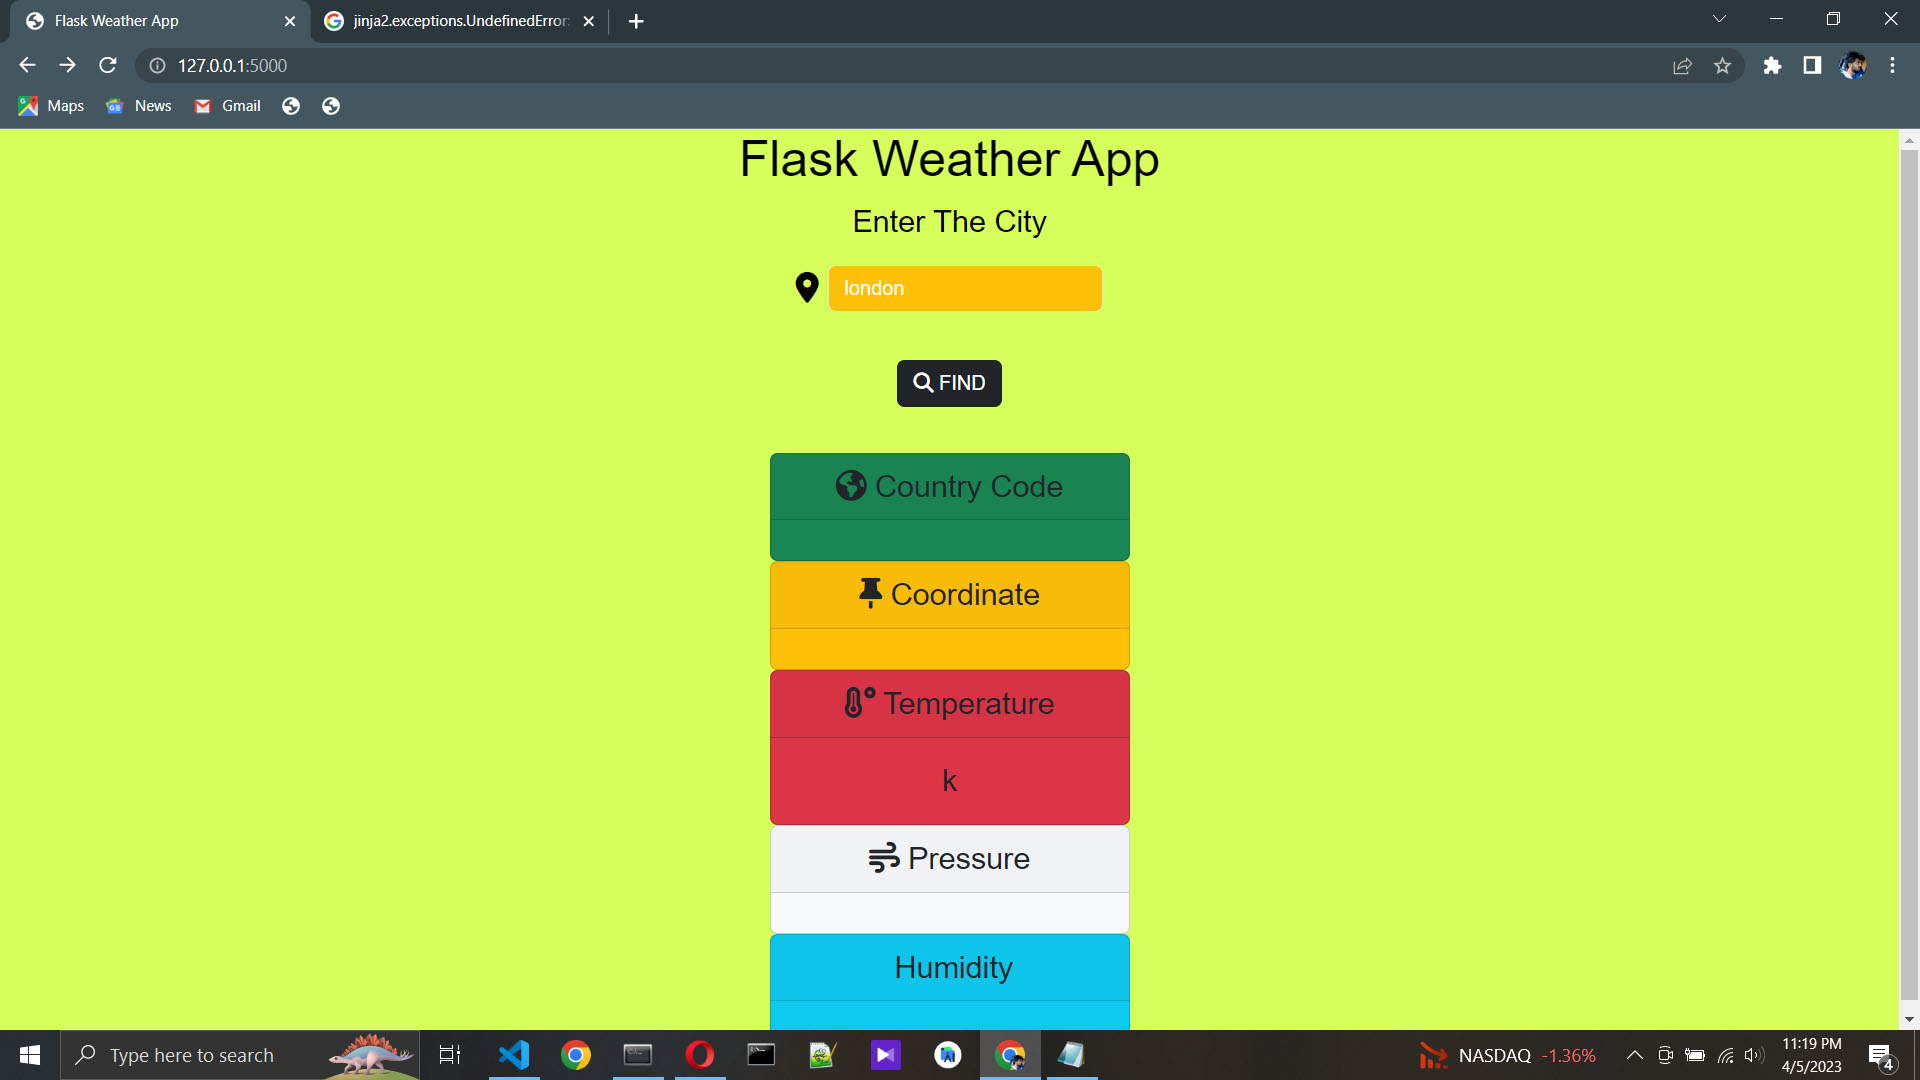 Flask Weather App
jinja2.exceptions.UndefinedError:
127.0.0.1:5000
Maps
News
Gmail
Flask Weather App
Enter The City
london
FIND
Country Code
Coordinate
Temperature
k
Pressure
Humidity
Type here to search
NASDAQ -1.36%
11:19 PM
4/5/2023
4